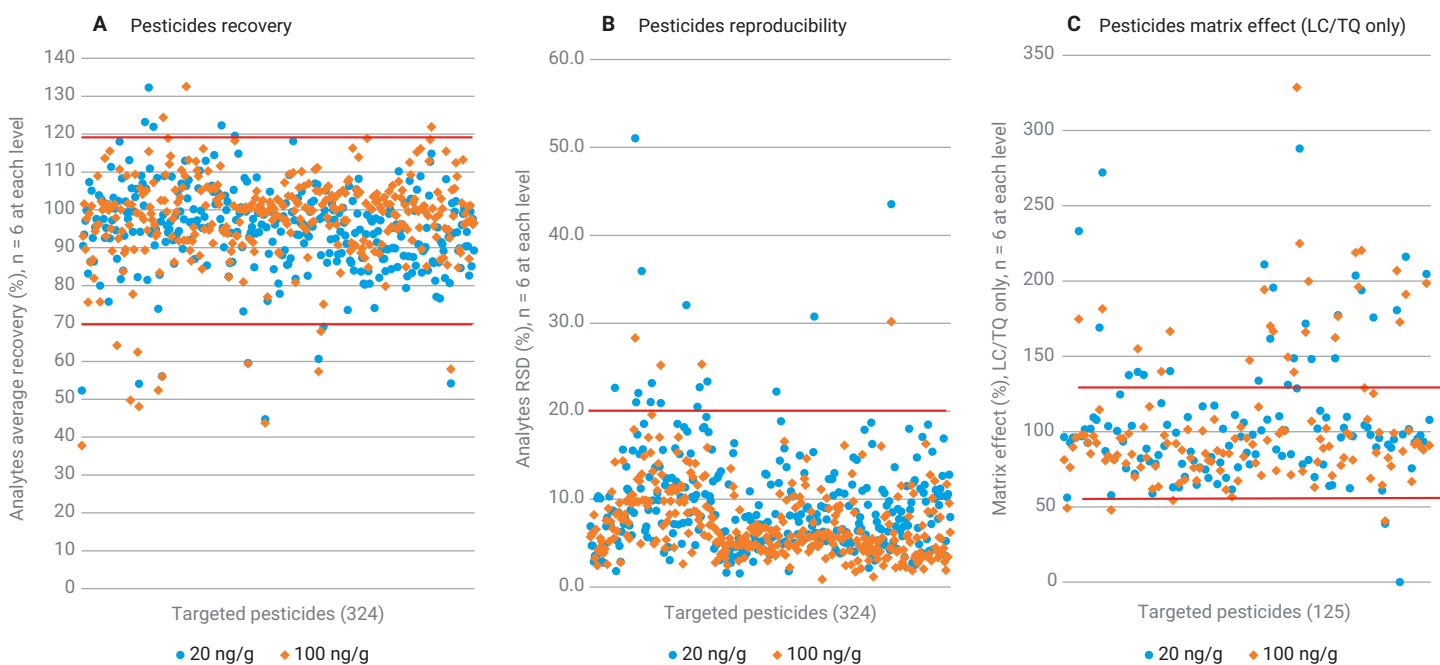 A Pesticides recovery
Analytes average recovery (%), n = 6 at each level
140
130
120
110
100
90
80
70
60
50
40
30
20
10
0
Targeted pesticides (324)
20 ng/g 100 ng/g
B Pesticides reproducibility
Analytes RSD (%), n = 6 at each level
60.0
50.0
40.0
30.0
20.0
10.0
0.0
Targeted pesticides (324)
20 ng/g 100 ng/g
C Pesticides matrix effect (LC/TQ only)
Matrix effect (%), LC/TQ only, n = 6 at each level
350
300
250
200
150
100
50
0
Targeted pesticides (125)
20 ng/g 100 ng/g